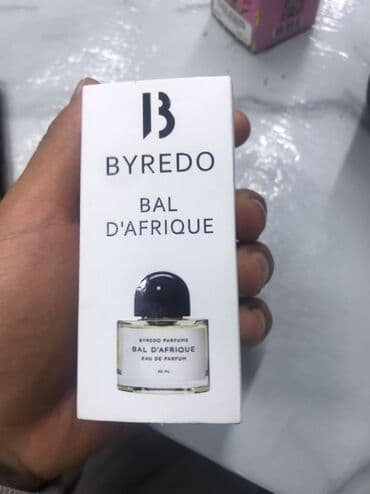 B
BYREDO
BAL
D'AFRIQUE
BYREDO PARFUMS
BAL D'AFRIQUE
EAU DE PARFUM